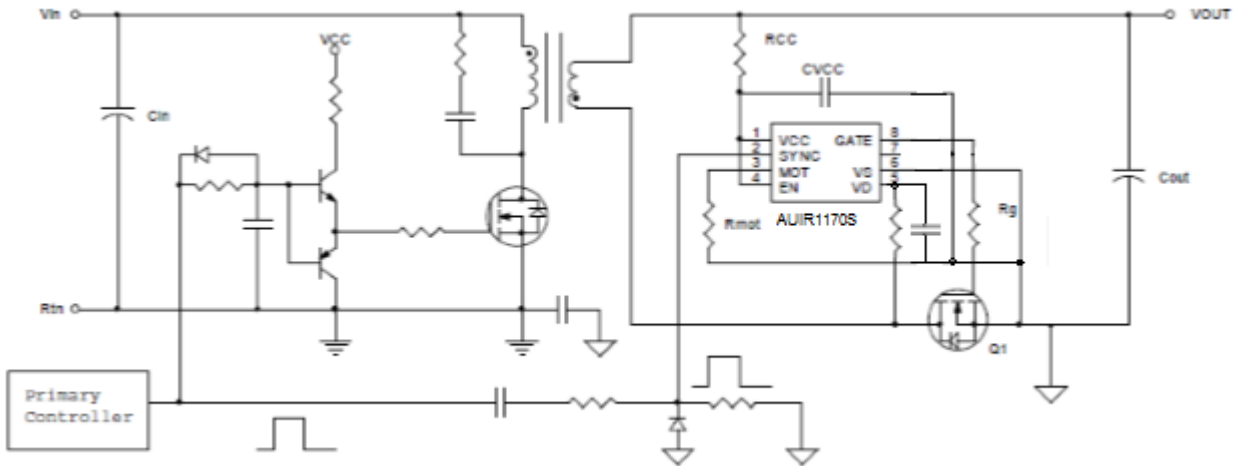 Vin
VOUT
VCC
RCC
CVCC
Cin
1 VCC GATE 8
2 SYNC 7
3 MOT VS 6
4 EN VD 5
Cout
Rmot
AUIR1170S
Rg
Rtn
Q1
Primary
Controller